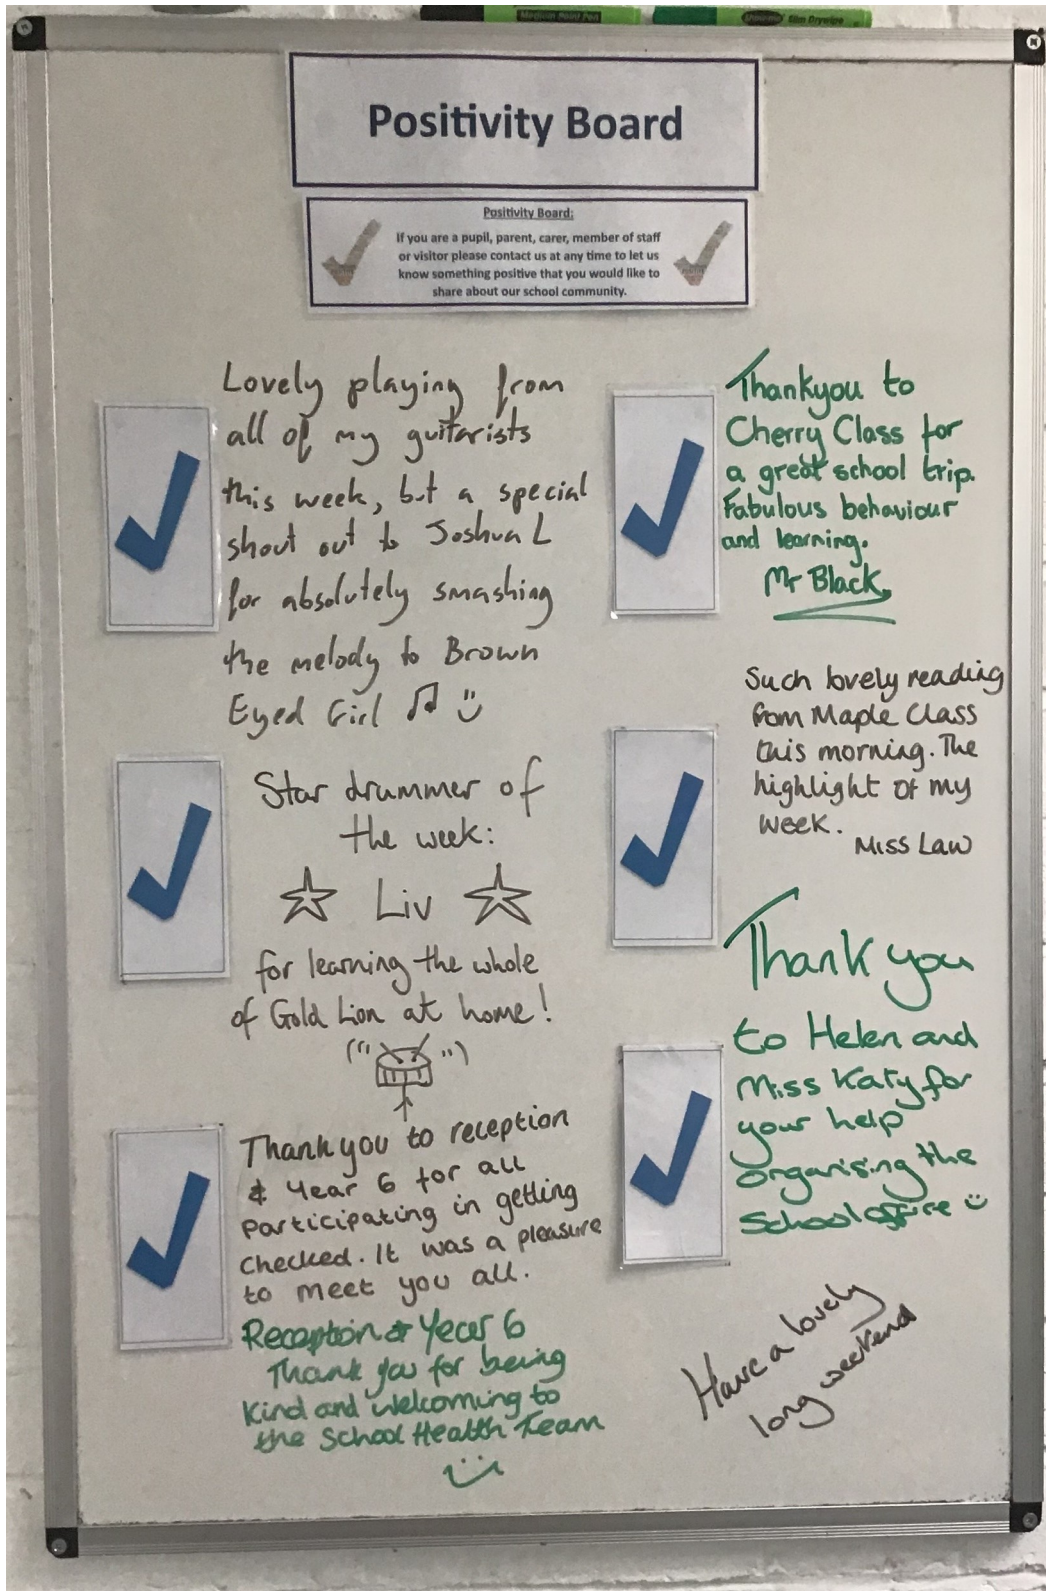 Medium Point Pen
Slim Drywipe
Positivity Board
Positivity Board:
If you are a pupil, parent, carer, member of staff
or visitor please contact us at any time to let us
know something positive that you would like to
share about our school community.
Lovely playing from
all of my guitarists
this week, but a special
shout out to Joshua L
for absolutely smashing
the melody to Brown
Eyed Girl
Star drummer of
the week:
Liv
for learning the whole
of Gold Lion at home!
Thank you to reception
& Year 6 for all
participating in getting
checked. It was a pleasure
to meet you all.
Reception & Year 6
Thank you for being
kind and welcoming to
the School Health Team
Thankyou to
Cherry Class for
a great school trip.
Fabulous behaviour
and learning.
Mr Black
Such lovely reading
from Maple Class
this morning. The
highlight of my
week.
Miss Law
Thank you
to Helen and
Miss Katy for
your help
organising the
School office
Have a lovely
long weekend